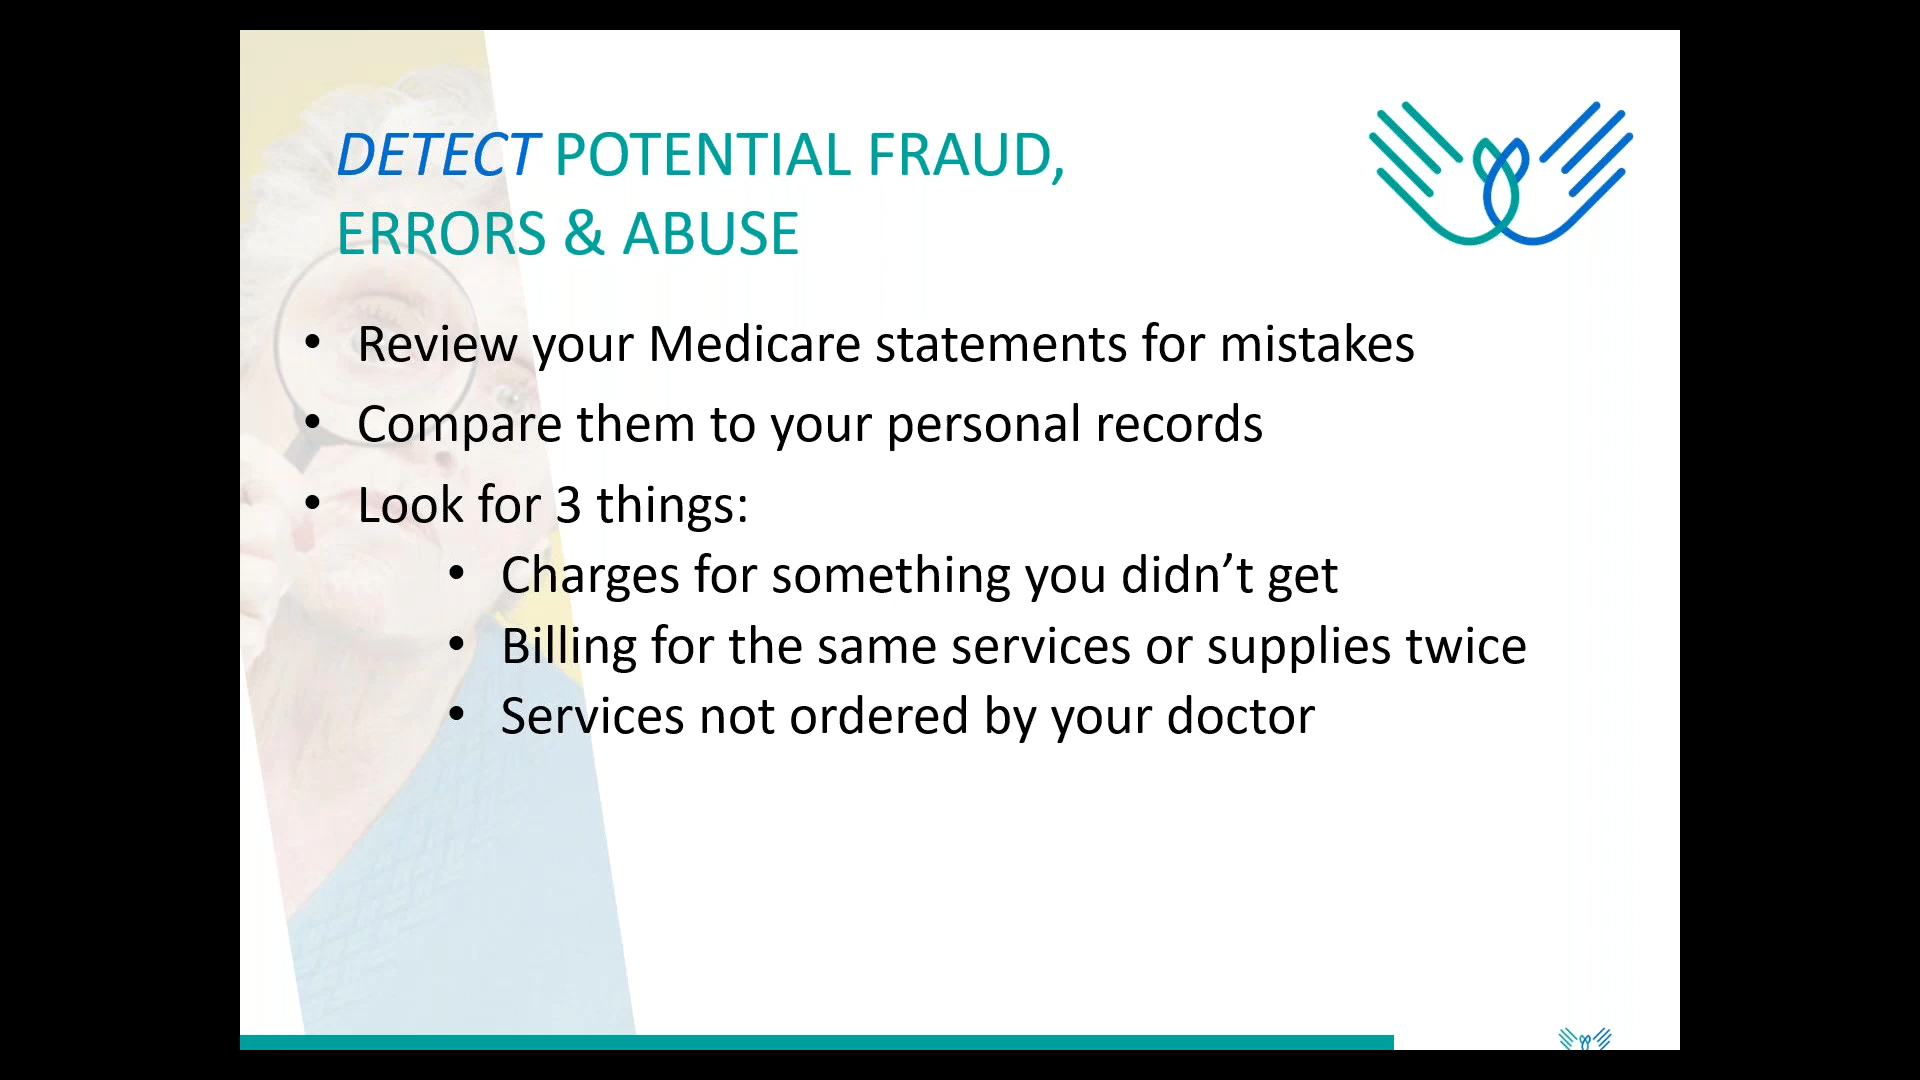 DETECT POTENTIAL FRAUD,
ERRORS & ABUSE
• Review your Medicare statements for mistakes
• Compare them to your personal records
• Look for 3 things:
• Charges for something you didn’t get
• Billing for the same services or supplies twice
• Services not ordered by your doctor